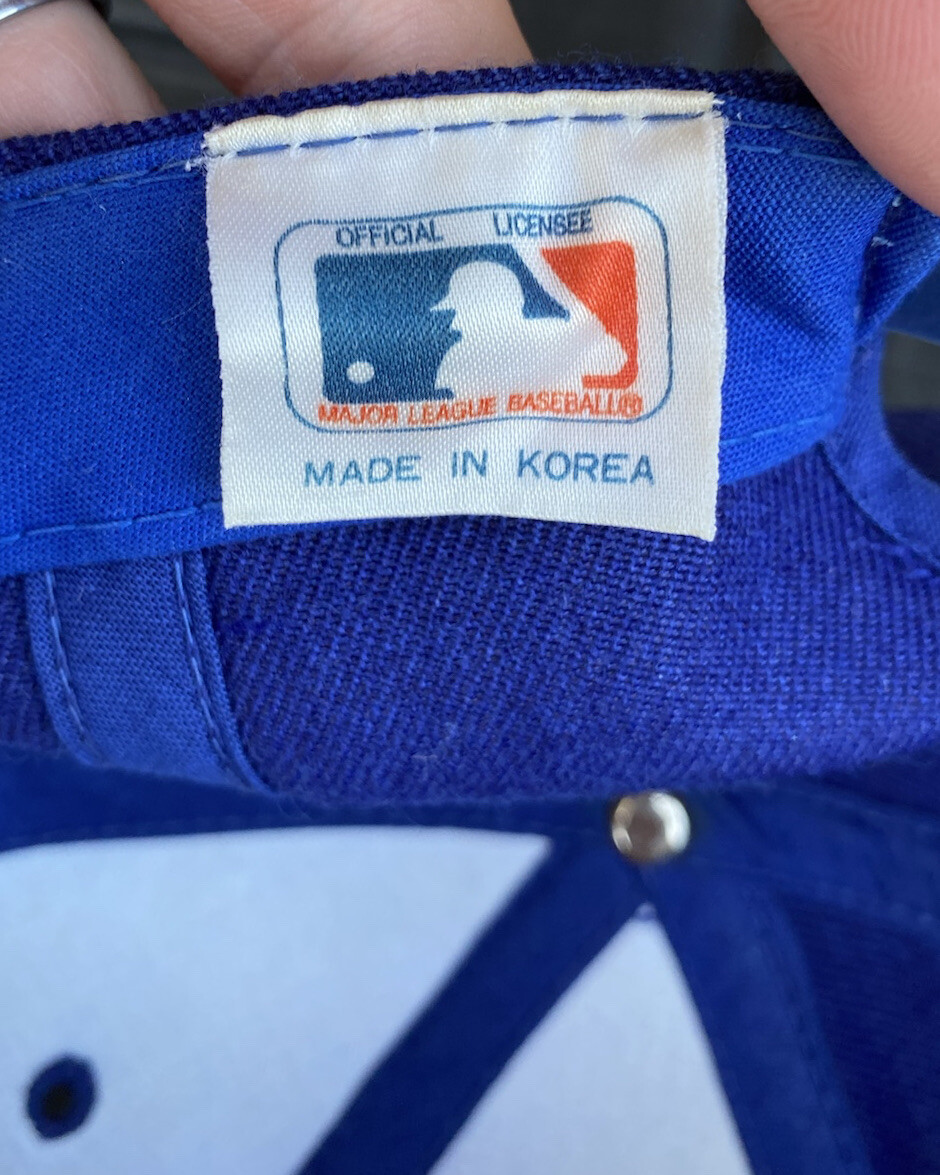 OFFICIAL LICENSEE
MAJOR LEAGUE BASEBALL®
MADE IN KOREA